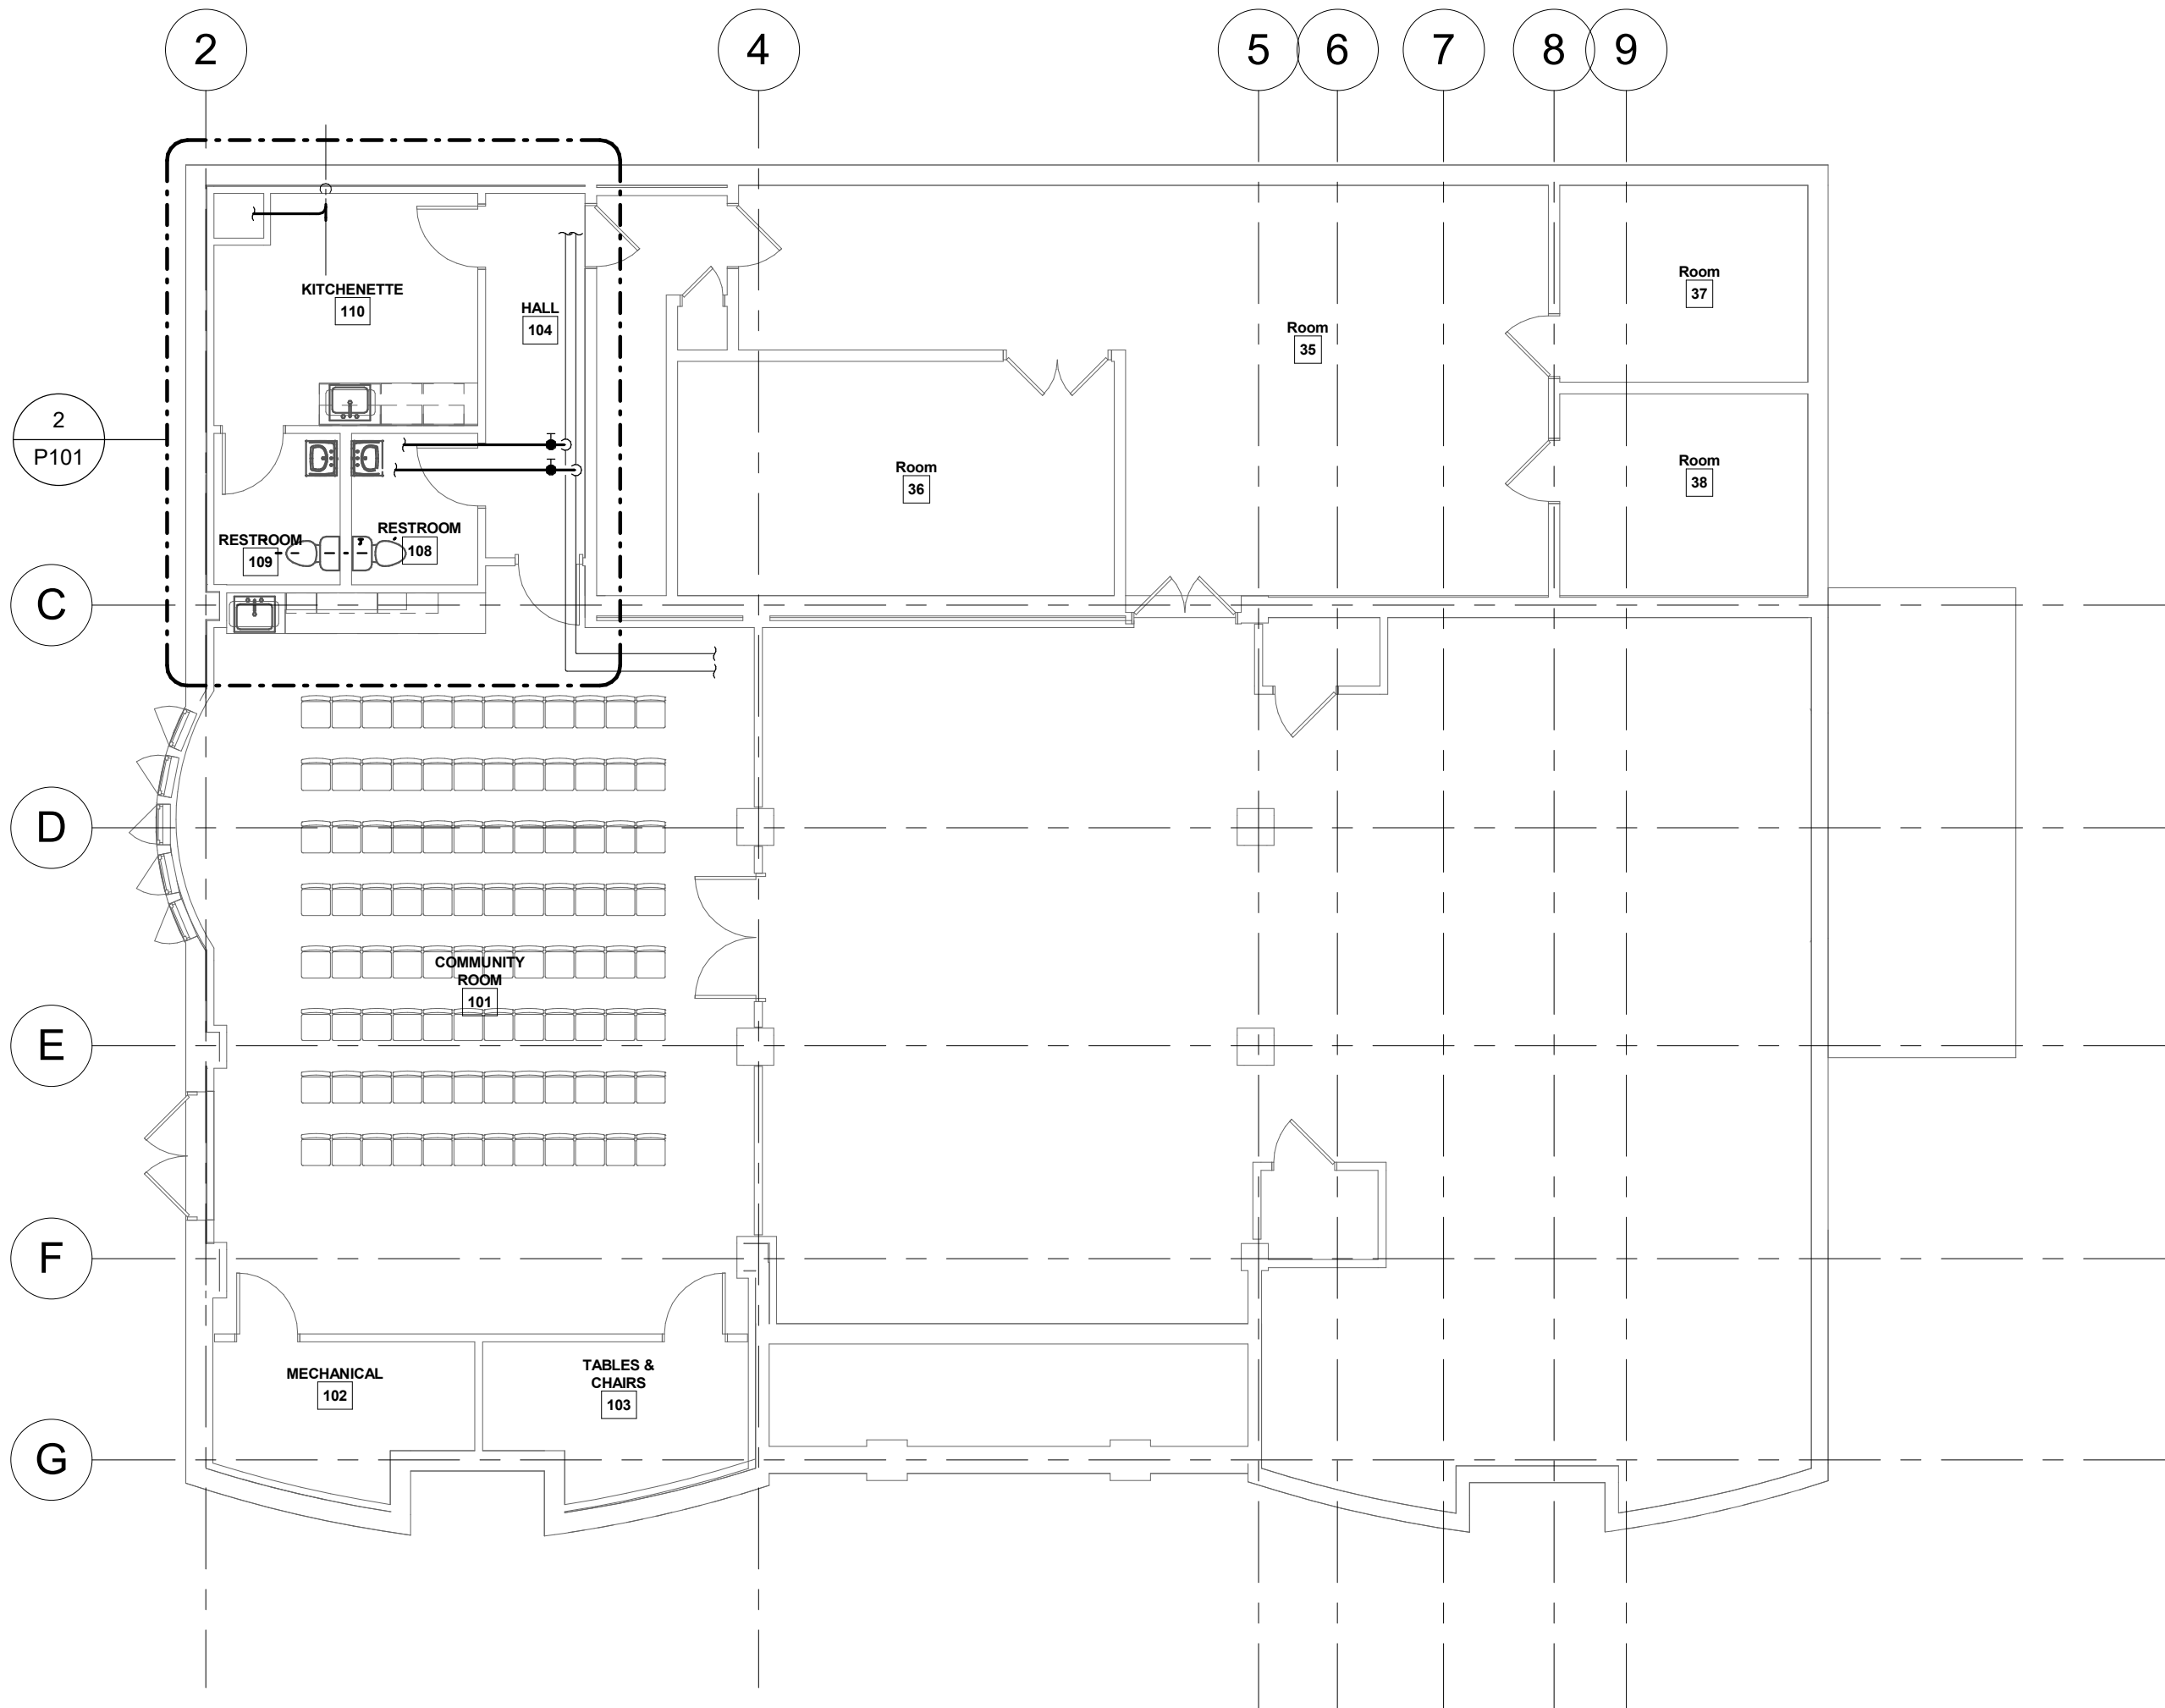 2
4
5
6
7
8
9
Room
37
KITCHENETTE
110
HALL
104
Room
35
2
P101
Room
36
Room
38
RESTROOM
109
RESTROOM
108
C
D
COMMUNITY
ROOM
101
E
F
MECHANICAL
102
TABLES &
CHAIRS
103
G